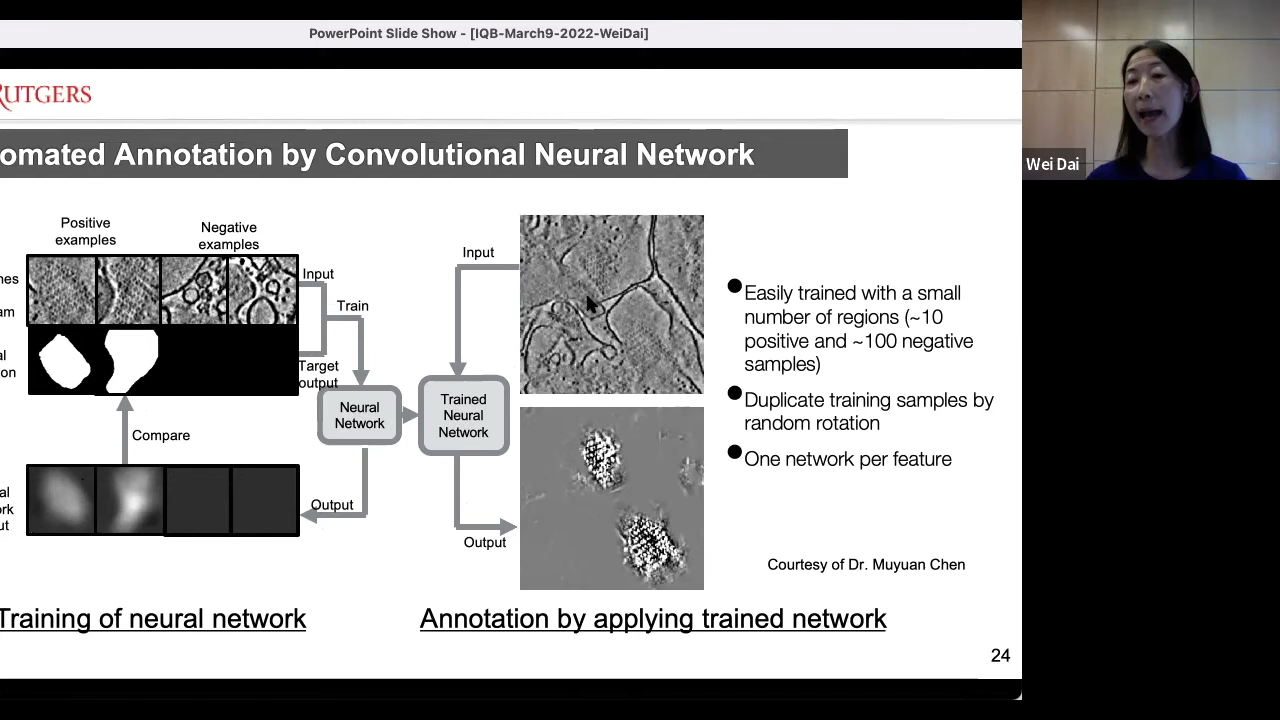 PowerPoint Slide Show - [IQB-March9-2022-WeiDai]
RUTGERS
omated Annotation by Convolutional Neural Network
Positive
examples
Negative
examples
Input
Train
Target
output
Neural
Network
Compare
Output
Input
Trained
Neural
Network
Output
Easily trained with a small
number of regions (~10
positive and ~100 negative
samples)
Duplicate training samples by
random rotation
One network per feature
Courtesy of Dr. Muyuan Chen
Training of neural network
Annotation by applying trained network
24
Wei Dai